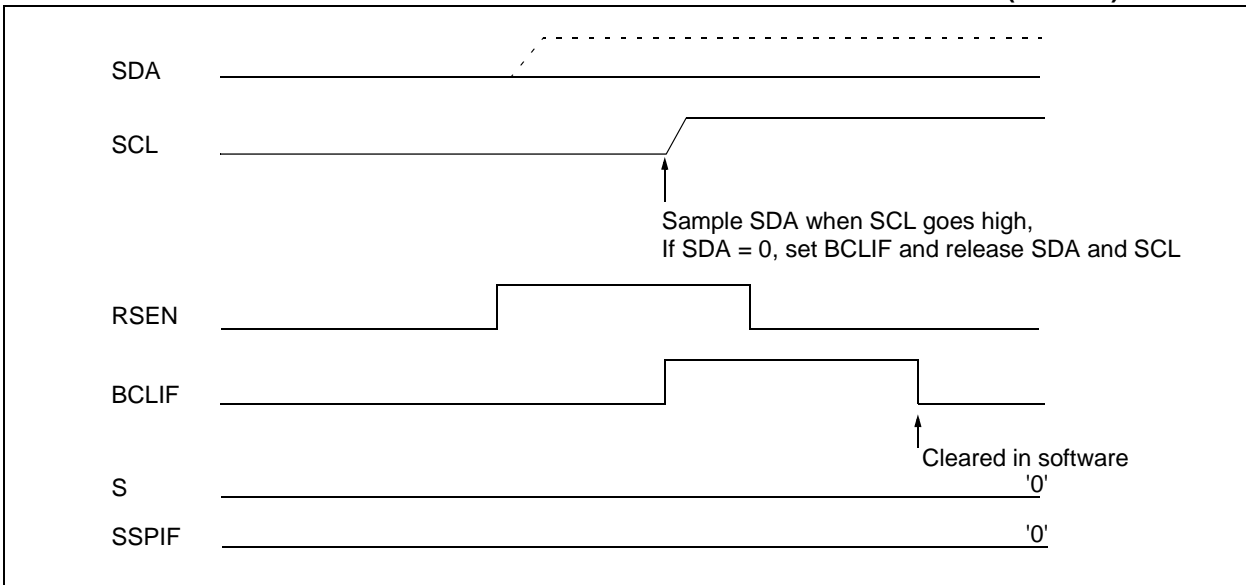 SDA
SCL
Sample SDA when SCL goes high,
If SDA = 0, set BCLIF and release SDA and SCL
RSEN
BCLIF
Cleared in software
S '0'
SSPIF '0'